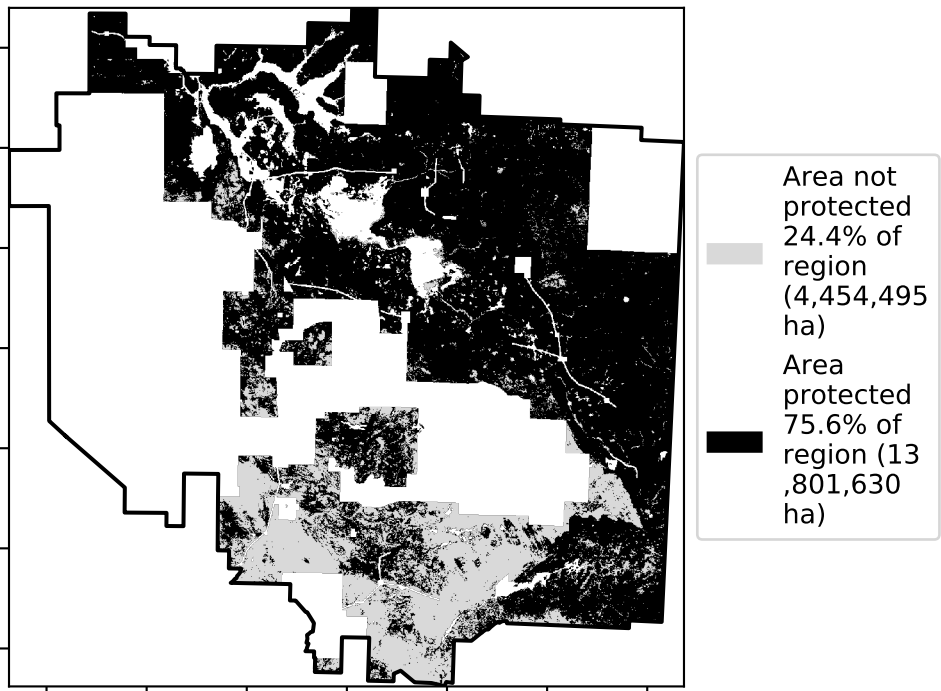 Area not
protected
24.4% of
region
(4,454,495
ha)
Area
protected
75.6% of
region (13
,801,630
ha)